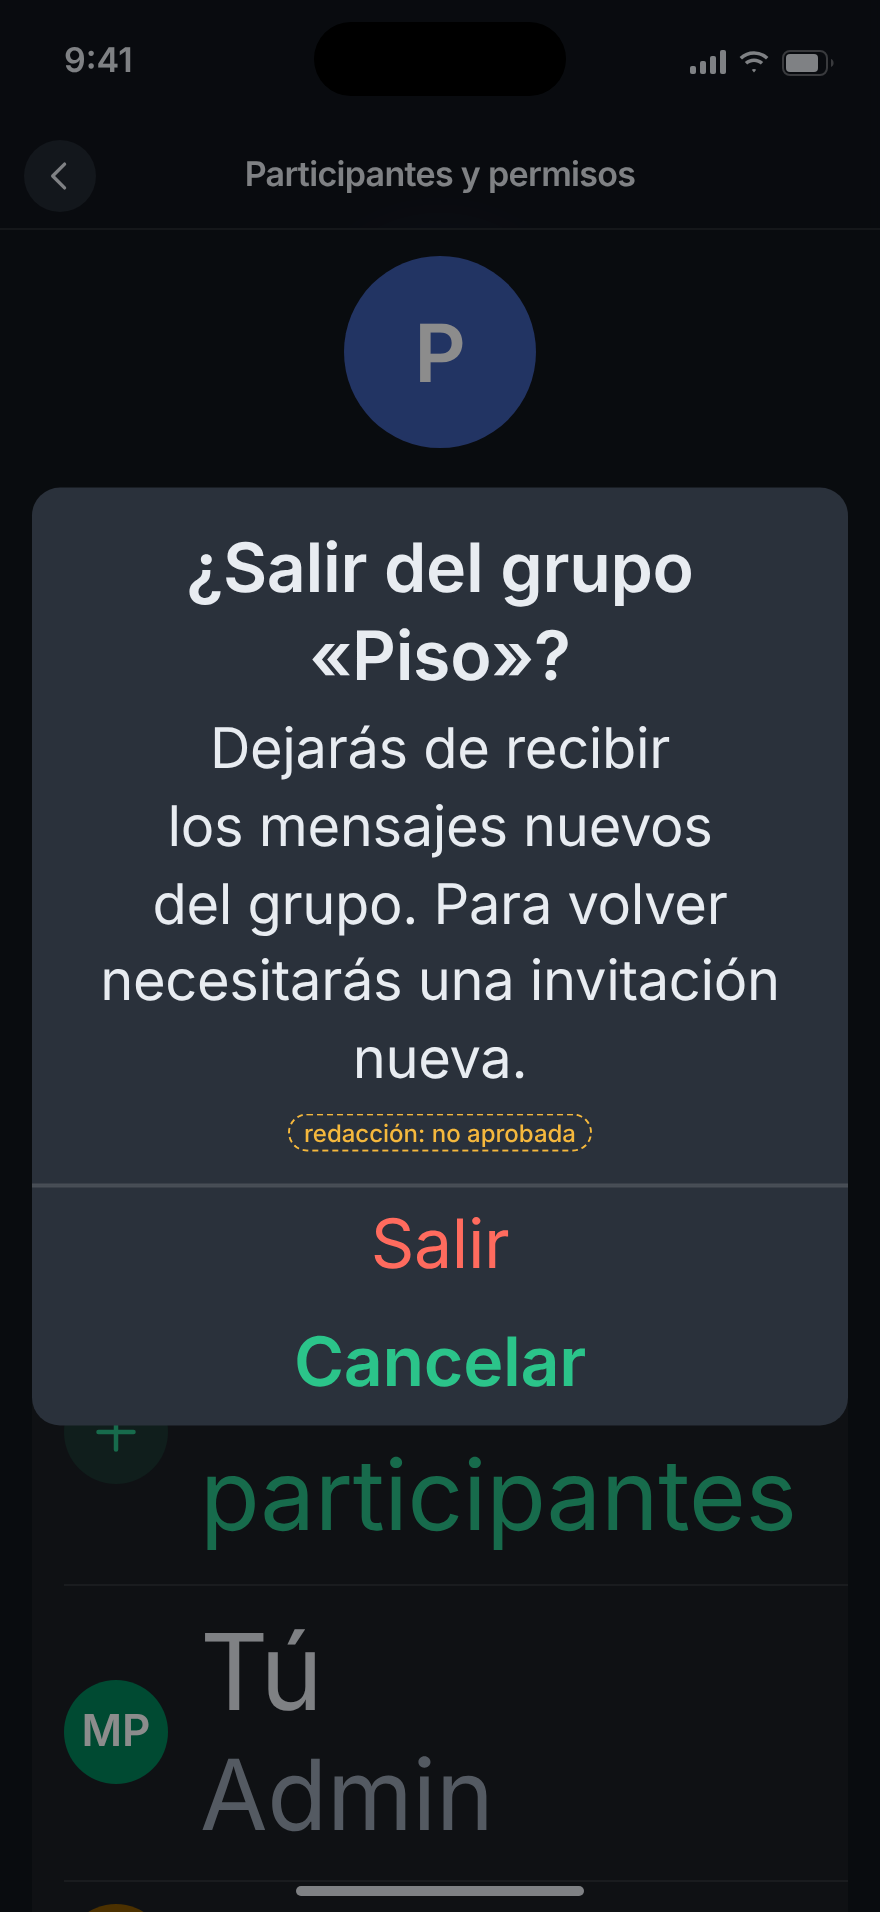 9:41
Participantes y permisos
P
¿Salir del grupo
«Piso»?
Dejarás de recibir
los mensajes nuevos
del grupo. Para volver
necesitarás una invitación
nueva.
redacción: no aprobada
Salir
Cancelar
participantes
Tú
MP
Admin